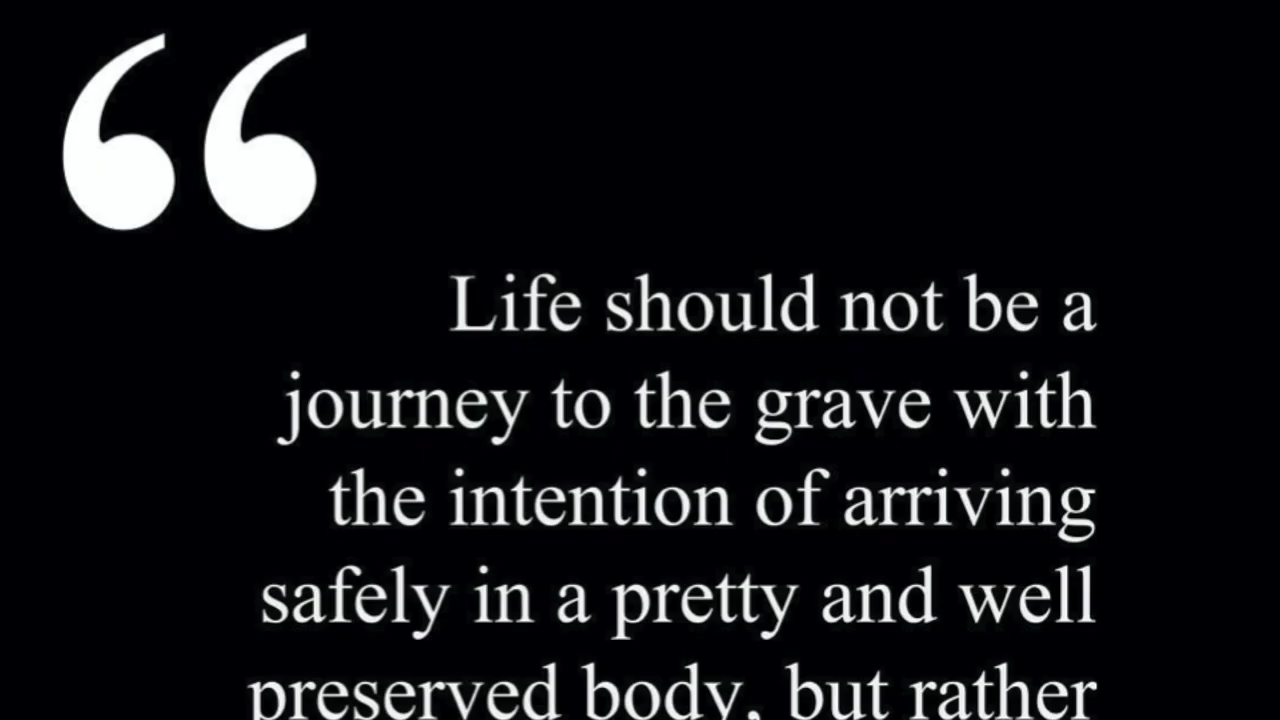 “
Life should not be a
journey to the grave with
the intention of arriving
safely in a pretty and well
preserved body, but rather